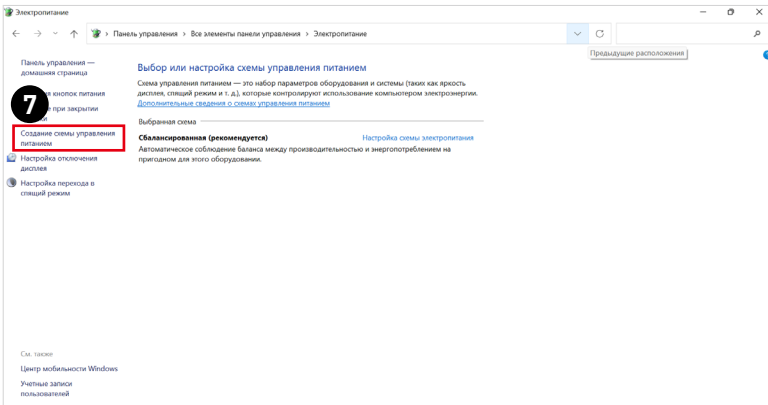 Электропитание
Панель управления › Все элементы панели управления › Электропитание
Предыдущие расположения
Панель управления —
домашняя страница
кнопок питания
при закрытии
7
Создание схемы управления
питанием
Настройка отключения
дисплея
Настройка перехода в
спящий режим
Выбор или настройка схемы управления питанием
Схема управления питанием — это набор параметров оборудования и системы (таких как яркость
дисплея, спящий режим и т. д.), которые контролируют использование компьютером электроэнергии.
Дополнительные сведения о схемах управления питанием
Выбранная схема
Сбалансированная (рекомендуется) Настройка схемы электропитания
Автоматическое соблюдение баланса между производительностью и энергопотреблением на
пригодном для этого оборудовании.
См. также
Центр мобильности Windows
Учетные записи
пользователей